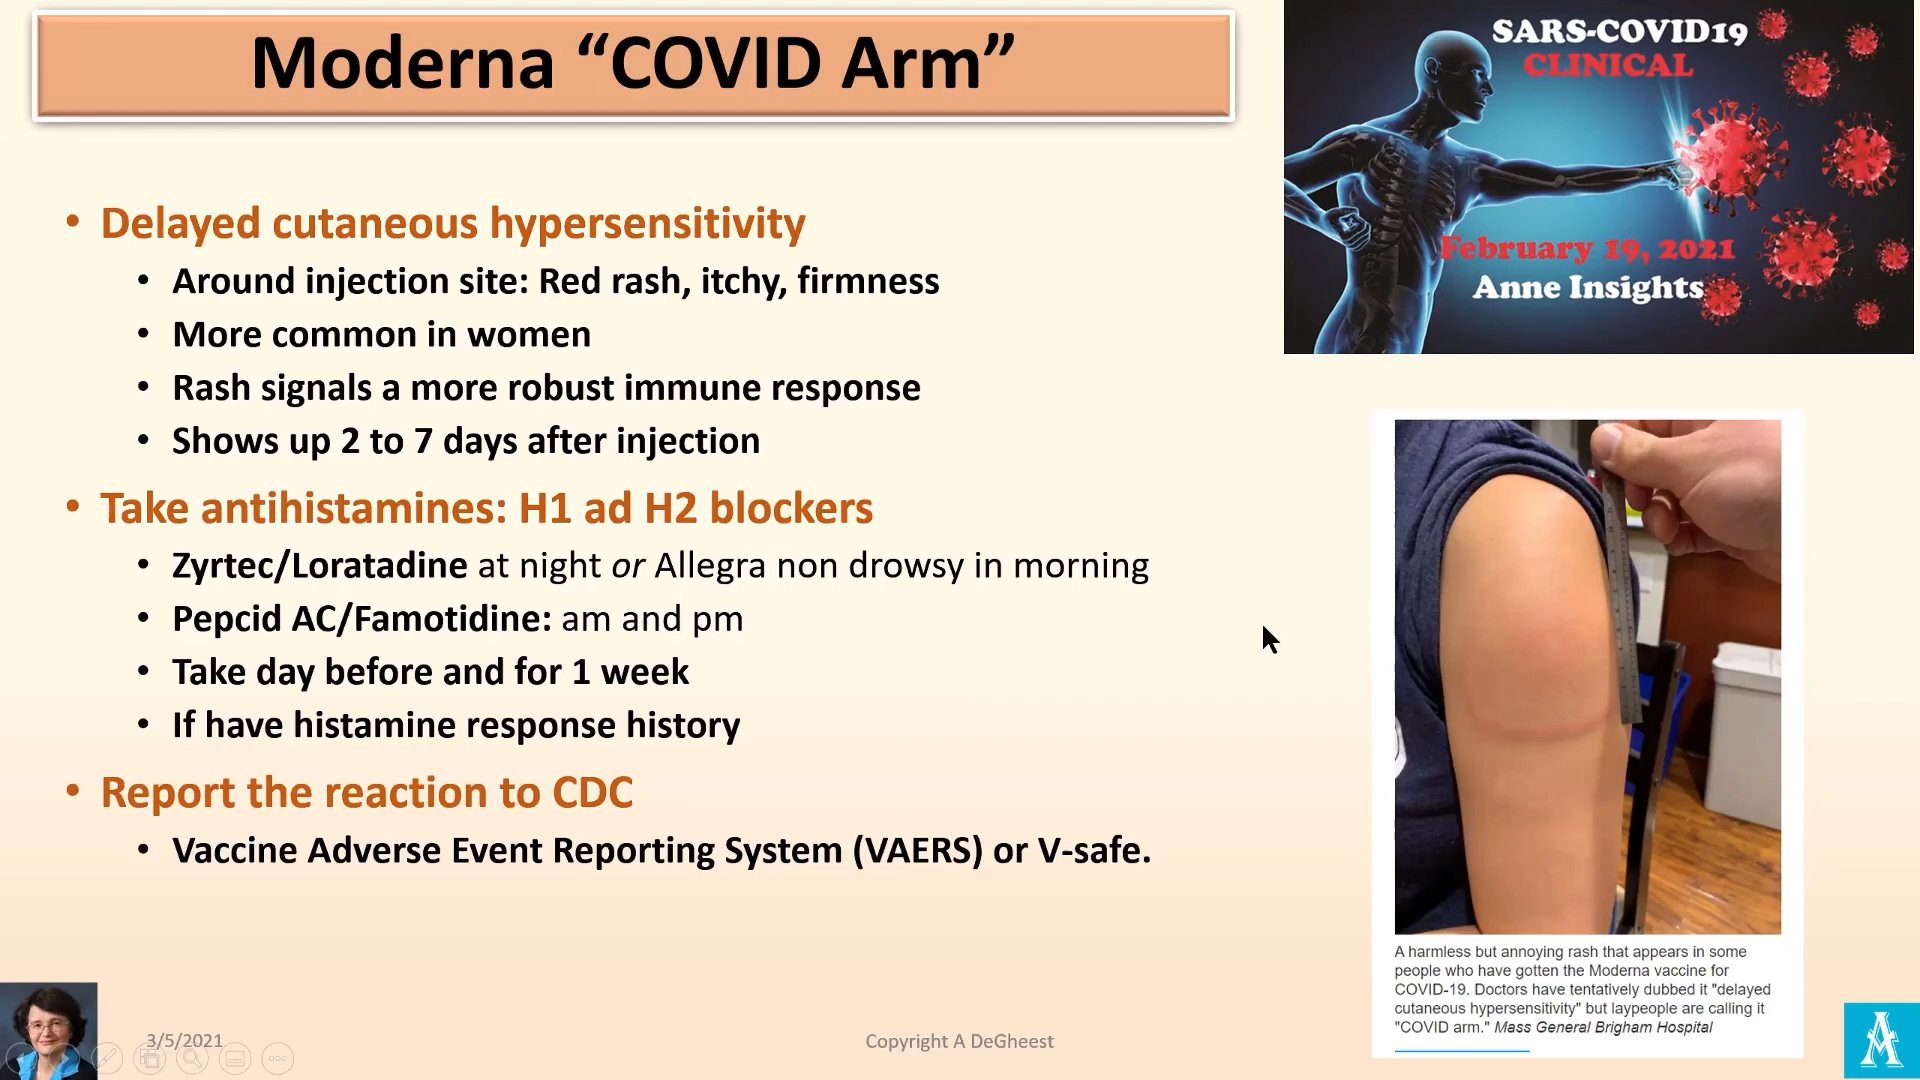 Moderna “COVID Arm”
SARS-COVID19
CLINICAL
February 19, 2021
Anne Insights
• Delayed cutaneous hypersensitivity
• Around injection site: Red rash, itchy, firmness
• More common in women
• Rash signals a more robust immune response
• Shows up 2 to 7 days after injection
• Take antihistamines: H1 ad H2 blockers
• Zyrtec/Loratadine at night or Allegra non drowsy in morning
• Pepcid AC/Famotidine: am and pm
• Take day before and for 1 week
• If have histamine response history
• Report the reaction to CDC
• Vaccine Adverse Event Reporting System (VAERS) or V-safe.
A harmless but annoying rash that appears in some
people who have gotten the Moderna vaccine for
COVID-19. Doctors have tentatively dubbed it "delayed
cutaneous hypersensitivity" but laypeople are calling it
"COVID arm." Mass General Brigham Hospital
3/5/2021
Copyright A DeGheest
A